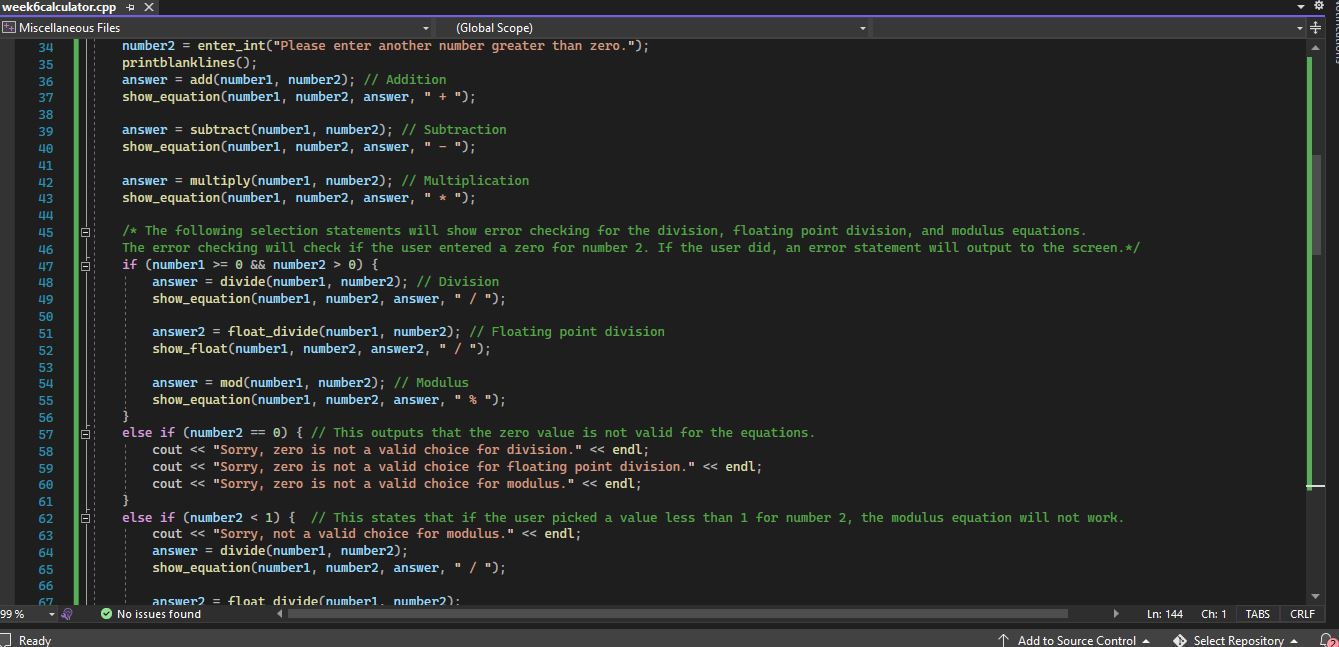 week6calculator.cpp
Miscellaneous Files (Global Scope)
34 number2 = enter_int("Please enter another number greater than zero.");
35 printblanklines();
36 answer = add(number1, number2); // Addition
37 show_equation(number1, number2, answer, " + ");
38
39 answer = subtract(number1, number2); // Subtraction
40 show_equation(number1, number2, answer, " - ");
41
42 answer = multiply(number1, number2); // Multiplication
43 show_equation(number1, number2, answer, " * ");
44
45 /* The following selection statements will show error checking for the division, floating point division, and modulus equations.
46 The error checking will check if the user entered a zero for number 2. If the user did, an error statement will output to the screen.*/
47 if (number1 >= 0 && number2 > 0) {
48 answer = divide(number1, number2); // Division
49 show_equation(number1, number2, answer, " / ");
50
51 answer2 = float_divide(number1, number2); // Floating point division
52 show_float(number1, number2, answer2, " / ");
53
54 answer = mod(number1, number2); // Modulus
55 show_equation(number1, number2, answer, " % ");
56 }
57 else if (number2 == 0) { // This outputs that the zero value is not valid for the equations.
58 cout << "Sorry, zero is not a valid choice for division." << endl;
59 cout << "Sorry, zero is not a valid choice for floating point division." << endl;
60 cout << "Sorry, zero is not a valid choice for modulus." << endl;
61 }
62 else if (number2 < 1) { // This states that if the user picked a value less than 1 for number 2, the modulus equation will not work.
63 cout << "Sorry, not a valid choice for modulus." << endl;
64 answer = divide(number1, number2);
65 show_equation(number1, number2, answer, " / ");
66
67 answer2 = float_divide(number1, number2);
99 % No issues found Ln: 144 Ch: 1 TABS CRLF
Ready Add to Source Control Select Repository 2